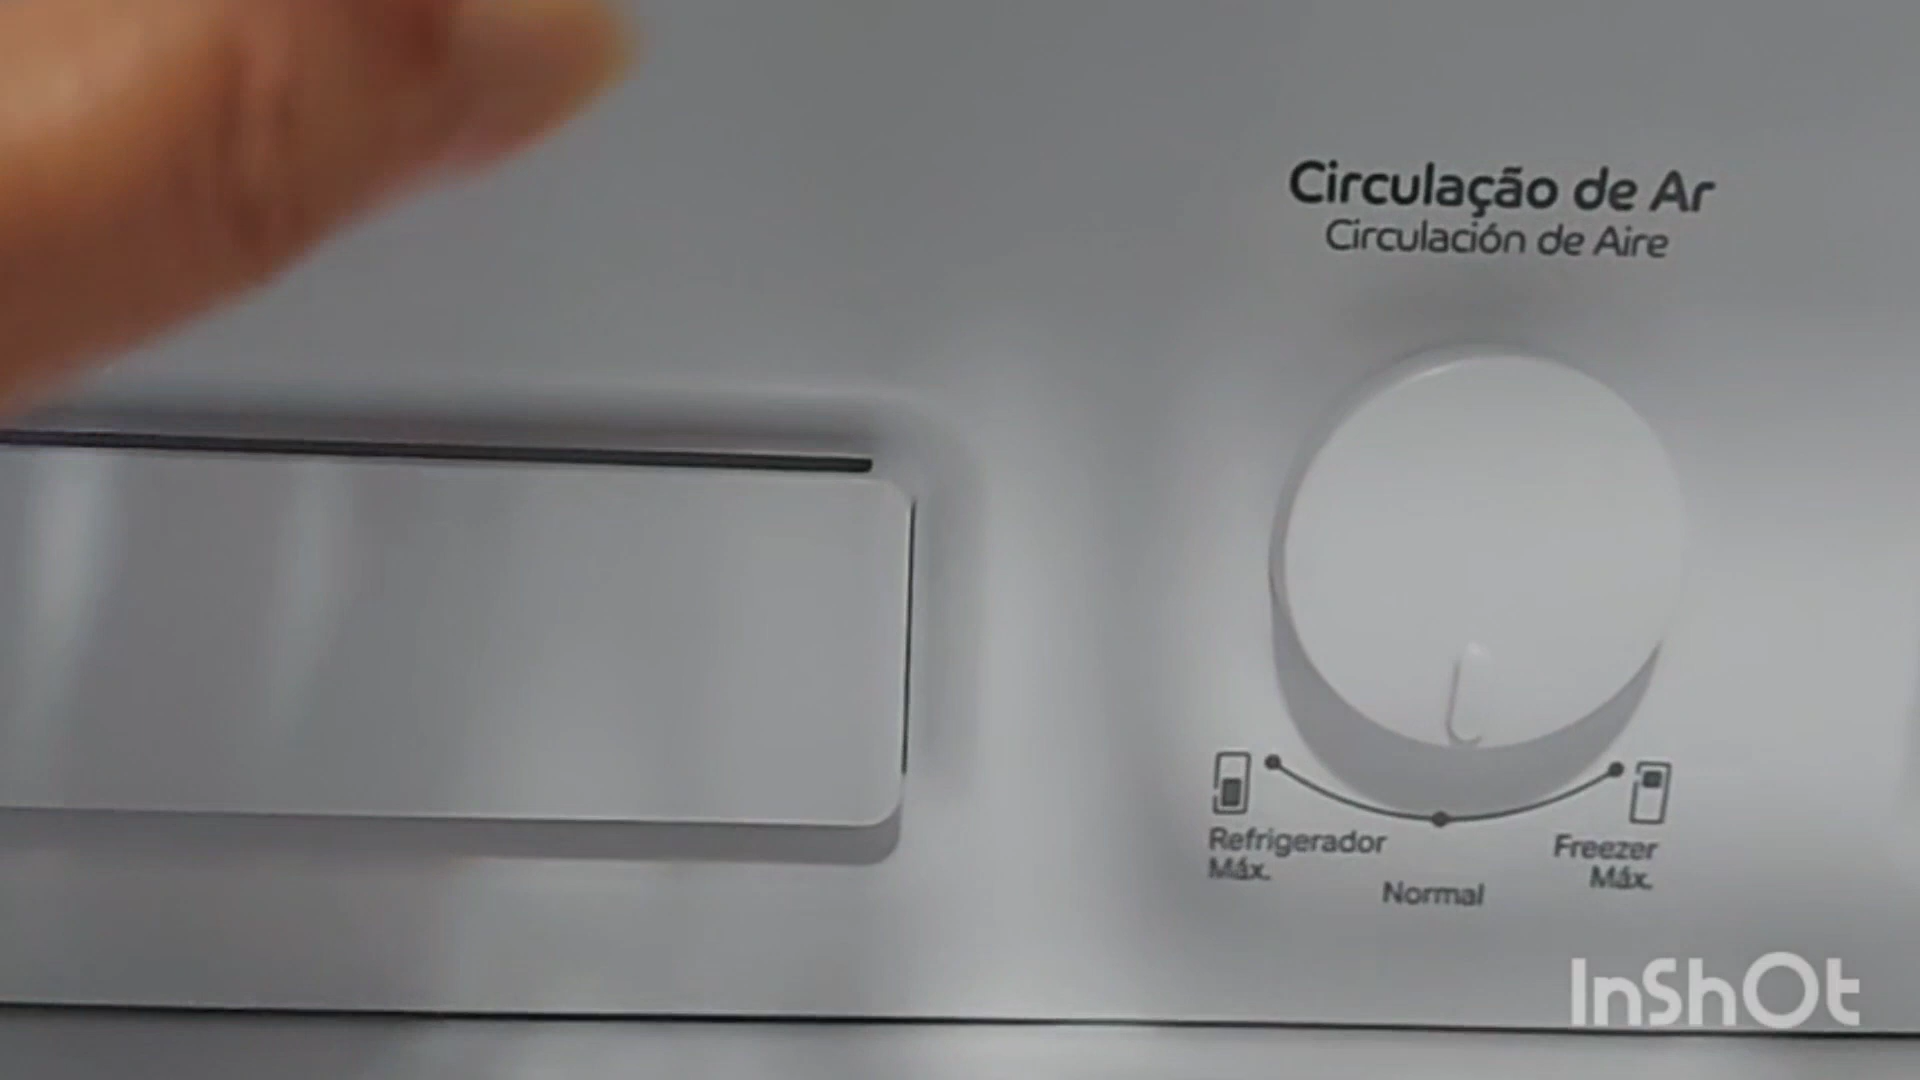 Circulação de Ar
Circulación de Aire
Refrigerador
Máx.
Freezer
Máx.
Normal
InShOt